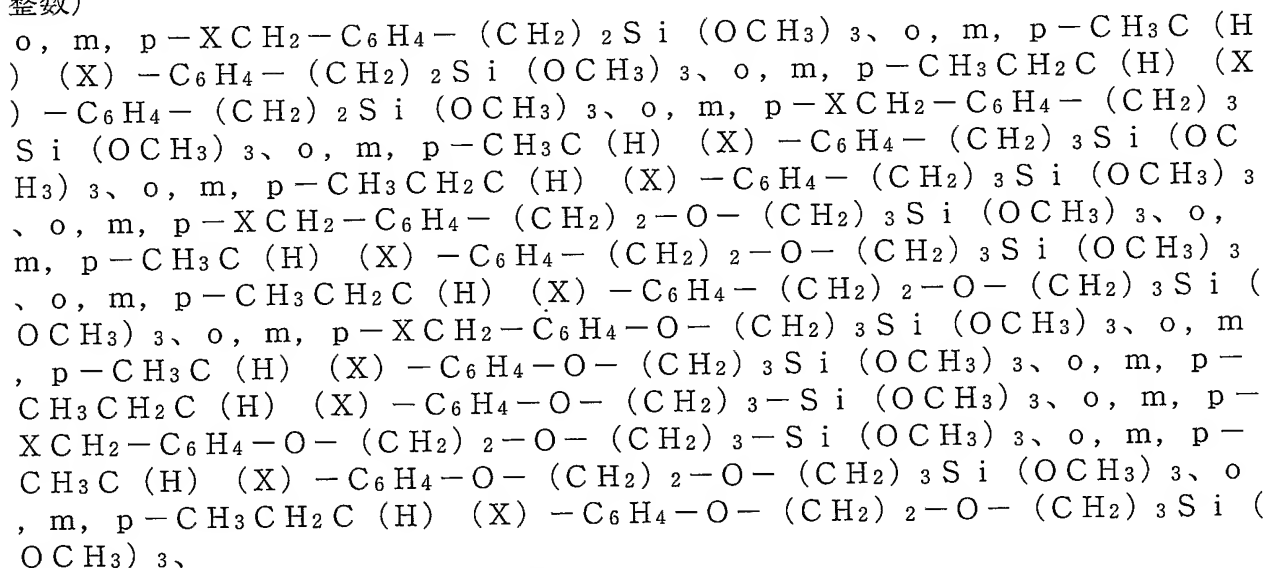 整数)
o，m，p－XCH₂－C₆H₄－（CH₂）₂Si（OCH₃）₃、o，m，p－CH₃C（H
）（X）－C₆H₄－（CH₂）₂Si（OCH₃）₃、o，m，p－CH₃CH₂C（H）（X
）－C₆H₄－（CH₂）₂Si（OCH₃）₃、o，m，p－XCH₂－C₆H₄－（CH₂）₃
Si（OCH₃）₃、o，m，p－CH₃C（H）（X）－C₆H₄－（CH₂）₃Si（OC
H₃）₃、o，m，p－CH₃CH₂C（H）（X）－C₆H₄－（CH₂）₃Si（OCH₃）₃
、o，m，p－XCH₂－C₆H₄－（CH₂）₂－O－（CH₂）₃Si（OCH₃）₃、o，
m，p－CH₃C（H）（X）－C₆H₄－（CH₂）₂－O－（CH₂）₃Si（OCH₃）₃
、o，m，p－CH₃CH₂C（H）（X）－C₆H₄－（CH₂）₂－O－（CH₂）₃Si（
OCH₃）₃、o，m，p－XCH₂－C₆H₄－O－（CH₂）₃Si（OCH₃）₃、o，m
，p－CH₃C（H）（X）－C₆H₄－O－（CH₂）₃Si（OCH₃）₃、o，m，p－
CH₃CH₂C（H）（X）－C₆H₄－O－（CH₂）₃－Si（OCH₃）₃、o，m，p－
XCH₂－C₆H₄－O－（CH₂）₂－O－（CH₂）₃－Si（OCH₃）₃、o，m，p－
CH₃C（H）（X）－C₆H₄－O－（CH₂）₂－O－（CH₂）₃Si（OCH₃）₃、o
，m，p－CH₃CH₂C（H）（X）－C₆H₄－O－（CH₂）₂－O－（CH₂）₃Si（
OCH₃）₃、